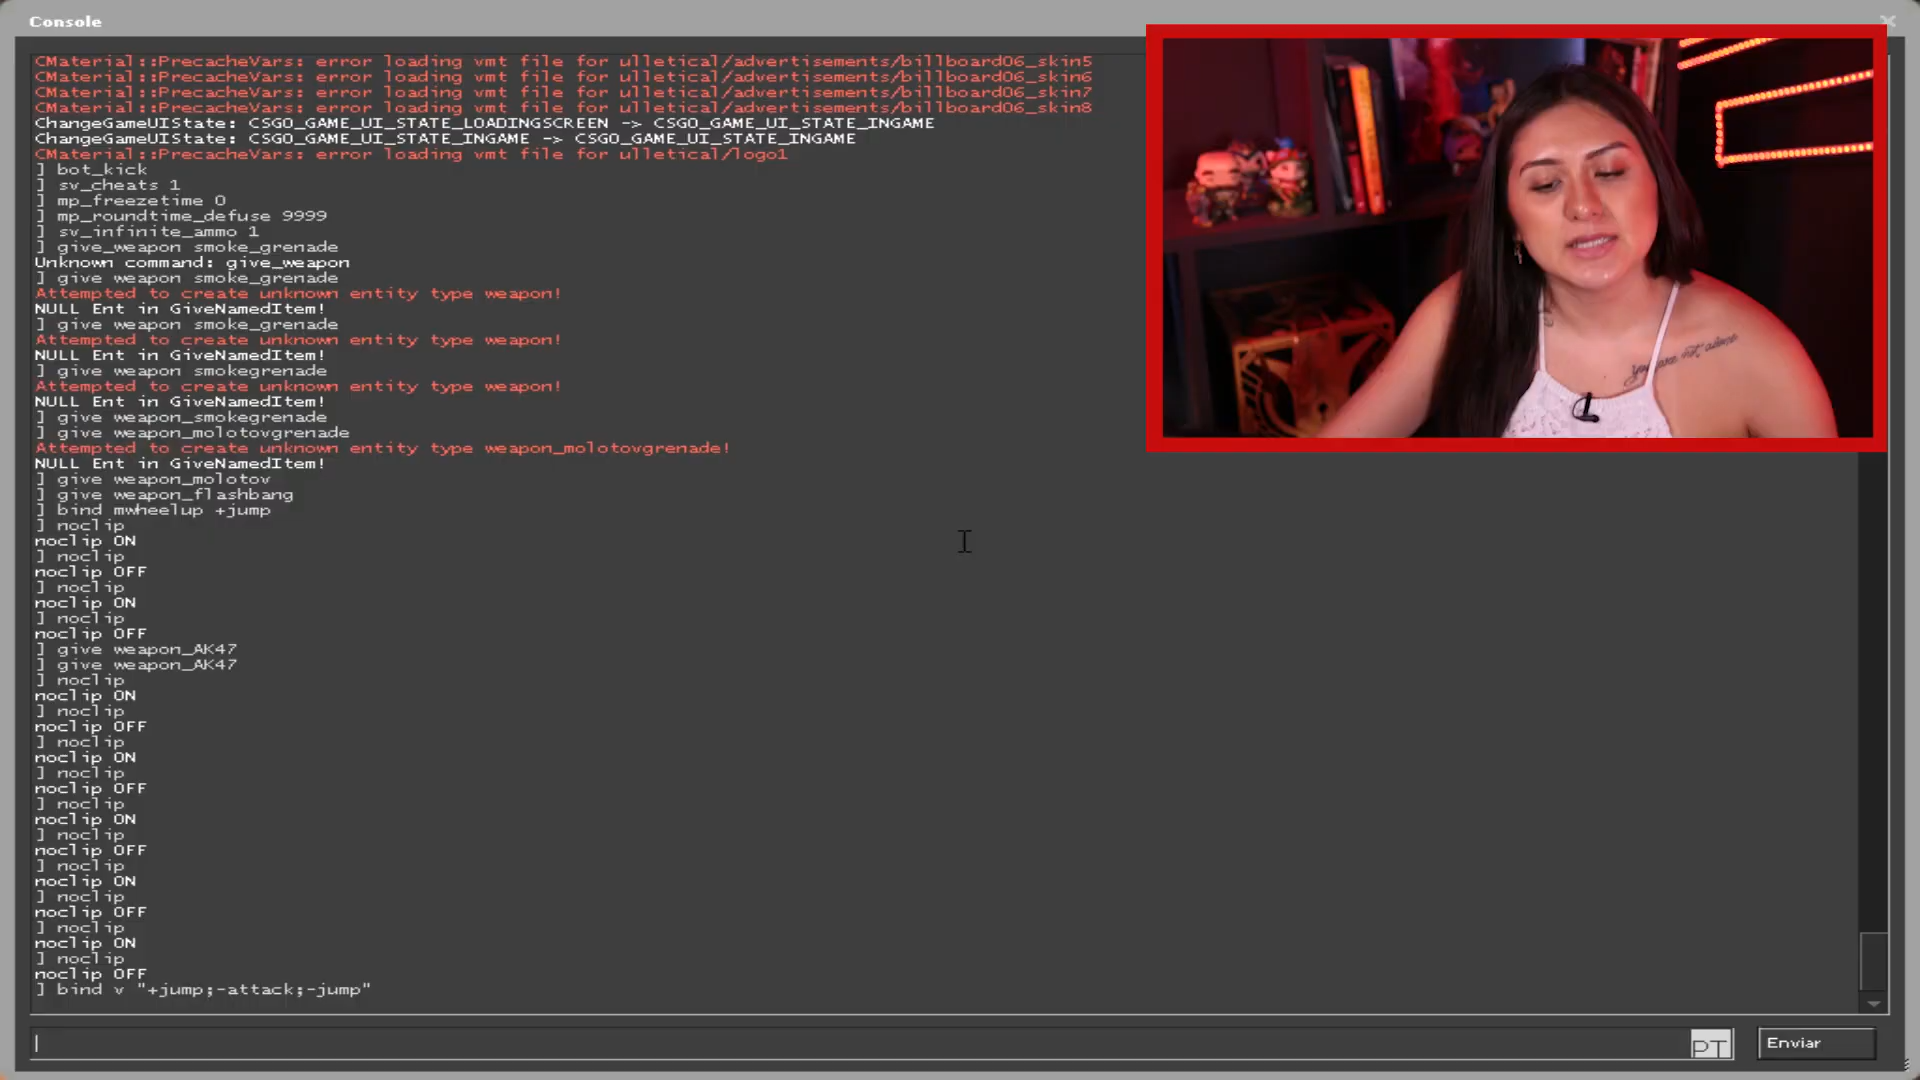 Console
CMaterial::PrecacheVars: error loading vmt file for ulletical/advertisements/billboard06_skin5
CMaterial::PrecacheVars: error loading vmt file for ulletical/advertisements/billboard06_skin6
CMaterial::PrecacheVars: error loading vmt file for ulletical/advertisements/billboard06_skin7
CMaterial::PrecacheVars: error loading vmt file for ulletical/advertisements/billboard06_skin8
ChangeGameUIState: CSGO_GAME_UI_STATE_LOADINGSCREEN -> CSGO_GAME_UI_STATE_INGAME
ChangeGameUIState: CSGO_GAME_UI_STATE_INGAME -> CSGO_GAME_UI_STATE_INGAME
CMaterial::PrecacheVars: error loading vmt file for ulletical/logo1
] bot_kick
] sv_cheats 1
] mp_freezetime 0
] mp_roundtime_defuse 9999
] sv_infinite_ammo 1
] give_weapon smoke_grenade
Unknown command: give_weapon
] give weapon smoke_grenade
Attempted to create unknown entity type weapon!
NULL Ent in GiveNamedItem!
] give weapon smoke_grenade
Attempted to create unknown entity type weapon!
NULL Ent in GiveNamedItem!
] give weapon smokegrenade
Attempted to create unknown entity type weapon!
NULL Ent in GiveNamedItem!
] give weapon_smokegrenade
] give weapon_molotovgrenade
Attempted to create unknown entity type weapon_molotovgrenade!
NULL Ent in GiveNamedItem!
] give weapon_molotov
] give weapon_flashbang
] bind mwheelup +jump
] noclip
noclip ON
] noclip
noclip OFF
] noclip
noclip ON
] noclip
noclip OFF
] give weapon_AK47
] give weapon_AK47
] noclip
noclip ON
] noclip
noclip OFF
] noclip
noclip ON
] noclip
noclip OFF
] noclip
noclip ON
] noclip
noclip OFF
] noclip
noclip ON
] noclip
noclip OFF
] noclip
noclip ON
] noclip
noclip OFF
] bind v "+jump;-attack;-jump"
PT
Enviar
you are not alone